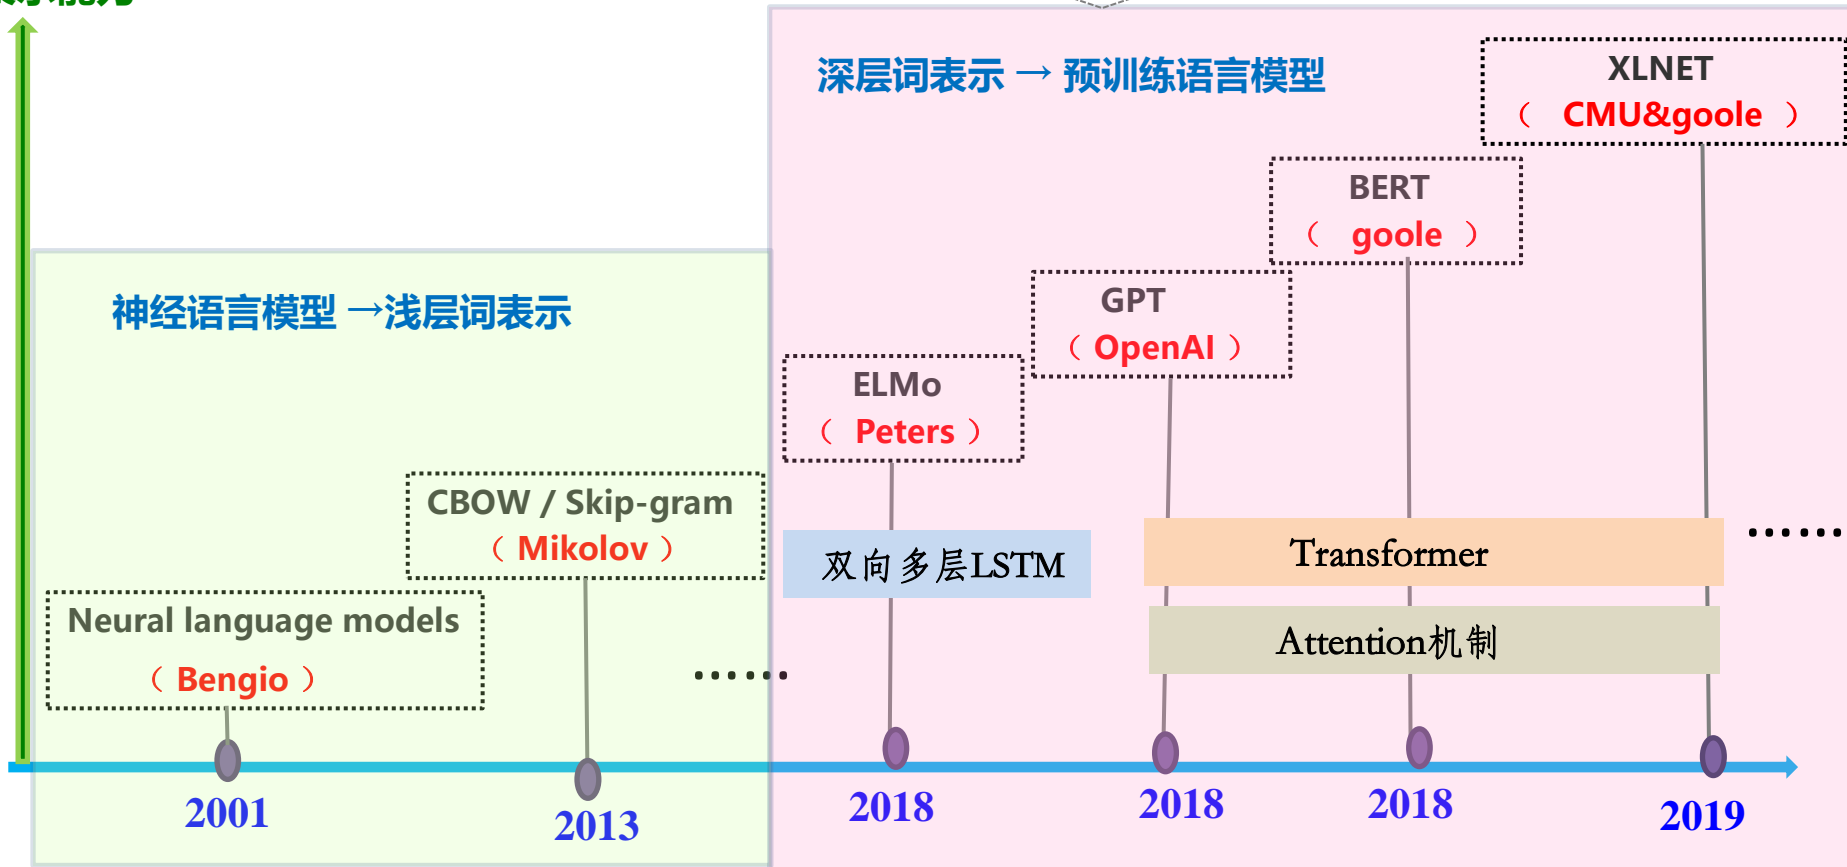 深层词表示 → 预训练语言模型
XLNET
（ CMU&goole ）
BERT
（ goole ）
神经语言模型 →浅层词表示
GPT
（ OpenAI ）
ELMo
（ Peters ）
CBOW / Skip-gram
（ Mikolov ）
双向多层LSTM
Transformer
······
Neural language models
（ Bengio ）
Attention机制
······
2001
2013
2018
2018
2018
2019